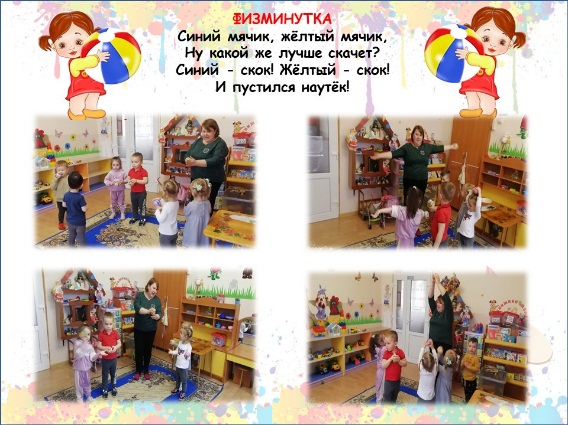 ФИЗМИНУТКА
Синий мячик, жёлтый мячик,
Ну какой же лучше скачет?
Синий - скок! Жёлтый - скок!
И пустился наутёк!